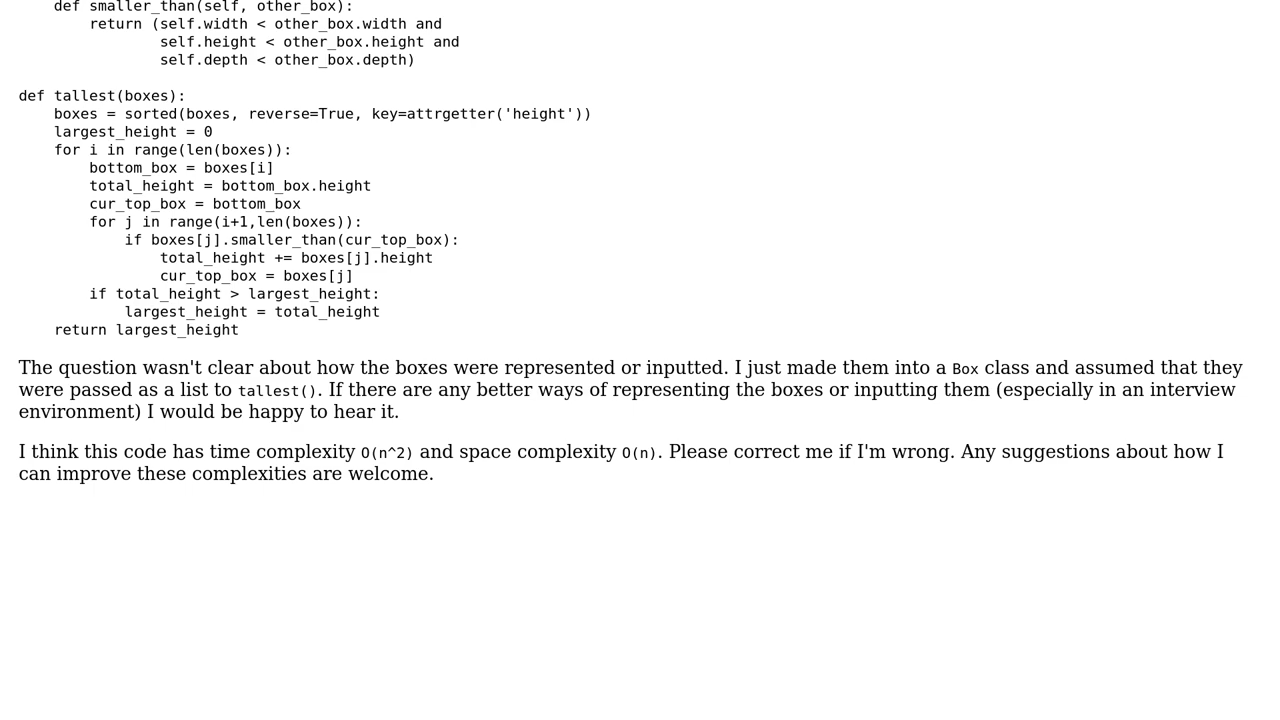 def smaller_than(self, other_box):
        return (self.width < other_box.width and
                self.height < other_box.height and
                self.depth < other_box.depth)

def tallest(boxes):
    boxes = sorted(boxes, reverse=True, key=attrgetter('height'))
    largest_height = 0
    for i in range(len(boxes)):
        bottom_box = boxes[i]
        total_height = bottom_box.height
        cur_top_box = bottom_box
        for j in range(i+1,len(boxes)):
            if boxes[j].smaller_than(cur_top_box):
                total_height += boxes[j].height
                cur_top_box = boxes[j]
        if total_height > largest_height:
            largest_height = total_height
    return largest_height

The question wasn't clear about how the boxes were represented or inputted. I just made them into a Box class and assumed that they
were passed as a list to tallest(). If there are any better ways of representing the boxes or inputting them (especially in an interview
environment) I would be happy to hear it.

I think this code has time complexity O(n^2) and space complexity O(n). Please correct me if I'm wrong. Any suggestions about how I
can improve these complexities are welcome.